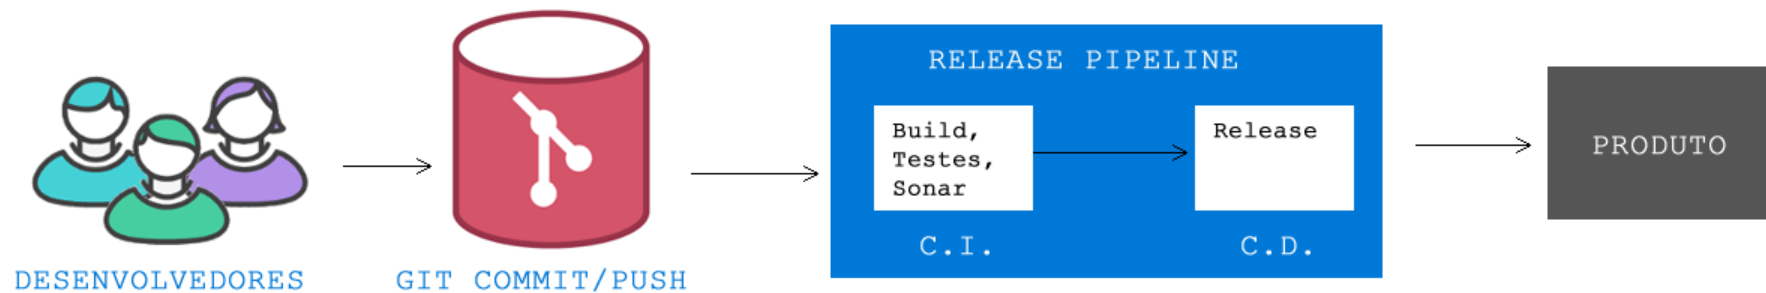 DESENVOLVEDORES
GIT COMMIT/PUSH
RELEASE PIPELINE
Build,
Testes,
Sonar
C.I.
Release
C.D.
PRODUTO